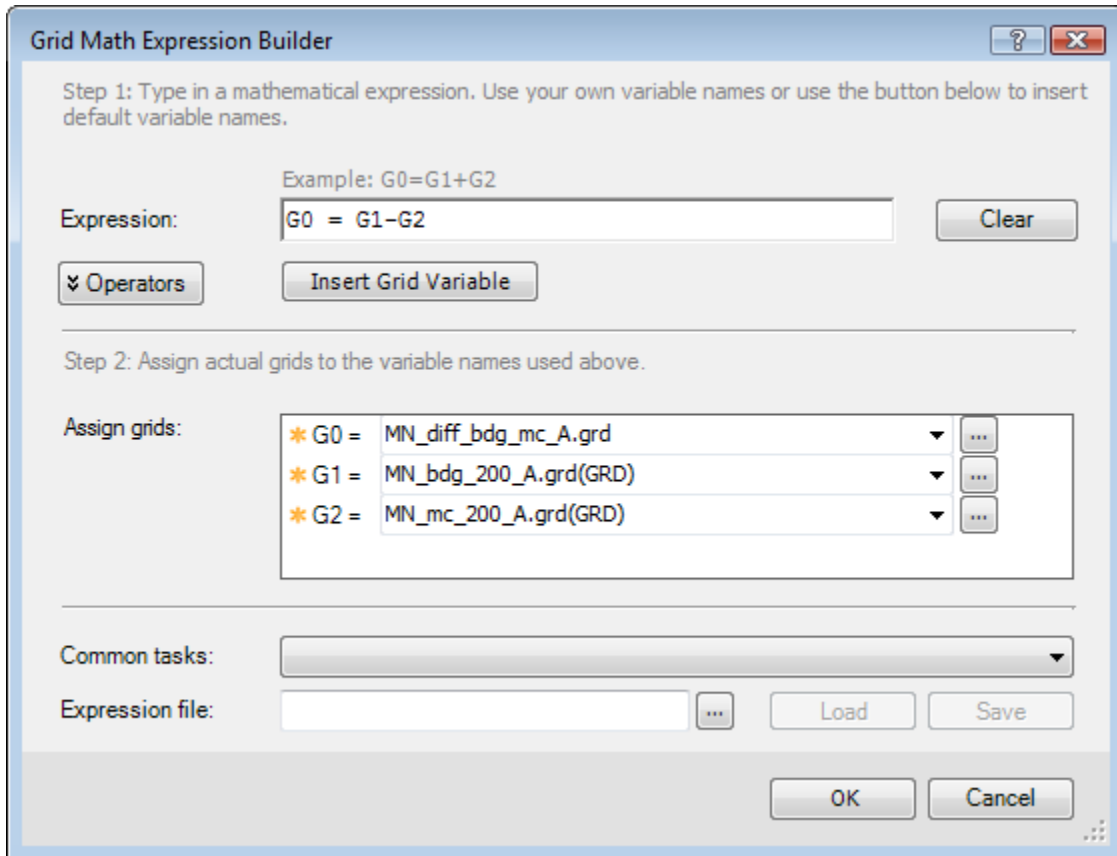 Grid Math Expression Builder
Step 1: Type in a mathematical expression. Use your own variable names or use the button below to insert
default variable names.
Example: G0=G1+G2
Expression: G0 = G1-G2 Clear
Operators Insert Grid Variable
Step 2: Assign actual grids to the variable names used above.
Assign grids: * G0 = MN_diff_bdg_mc_A.grd ...
* G1 = MN_bdg_200_A.grd(GRD) ...
* G2 = MN_mc_200_A.grd(GRD) ...
Common tasks:
Expression file: ... Load Save
OK Cancel